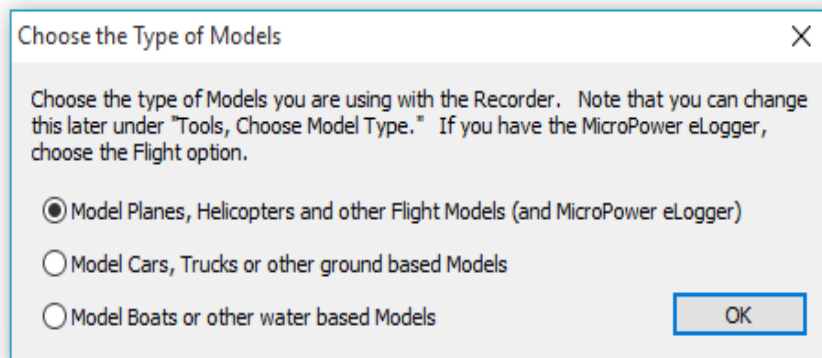 Choose the Type of Models
Choose the type of Models you are using with the Recorder. Note that you can change
this later under "Tools, Choose Model Type." If you have the MicroPower eLogger,
choose the Flight option.
Model Planes, Helicopters and other Flight Models (and MicroPower eLogger)
Model Cars, Trucks or other ground based Models
Model Boats or other water based Models
OK